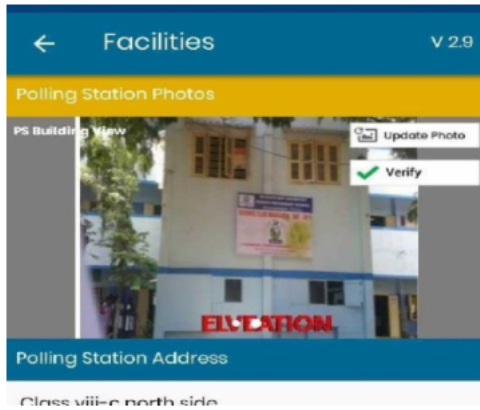 Facilities
V 2.9
Polling Station Photos
PS Building View
Update Photo
Verify
Polling Station Address
Class viii-c north side